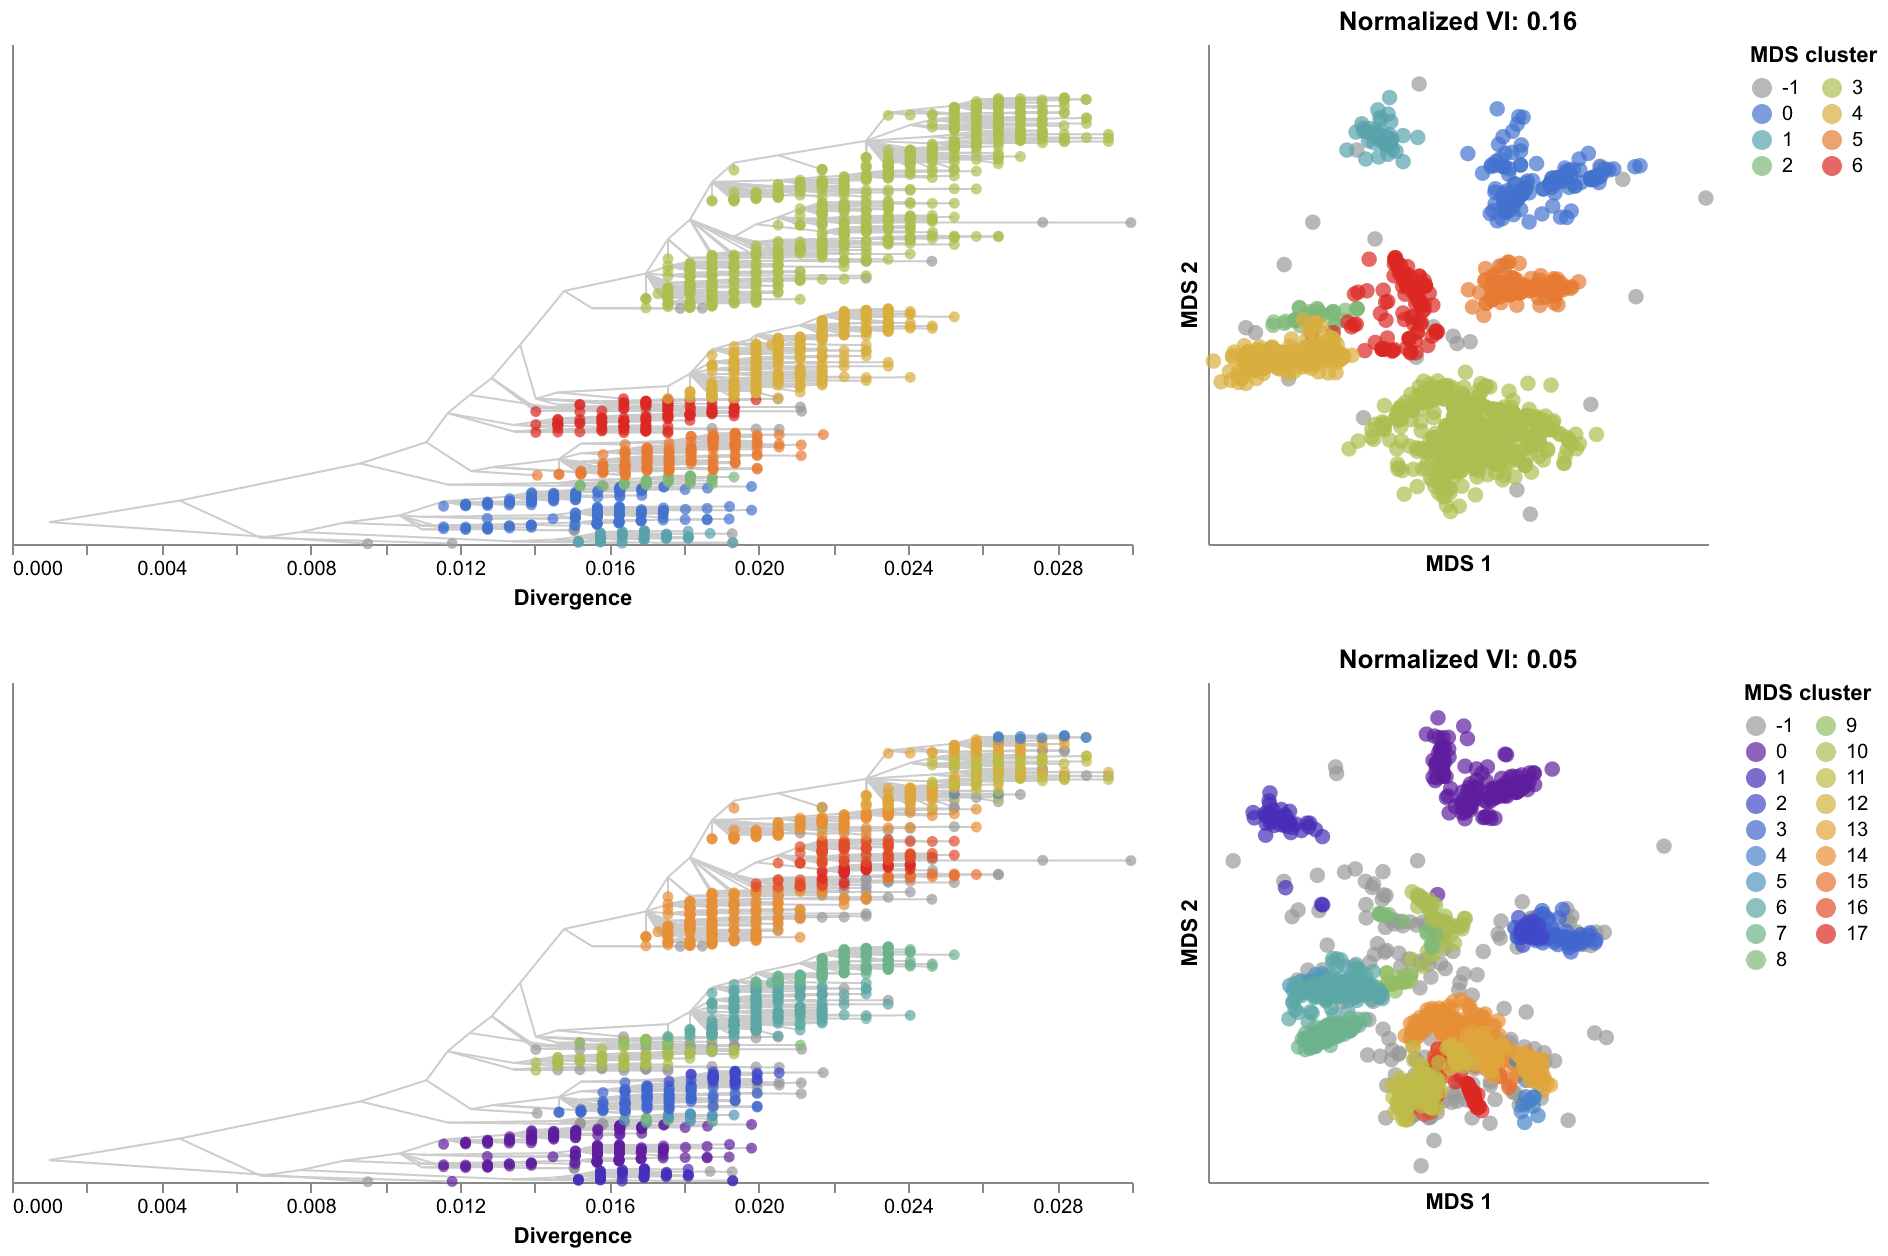 Normalized VI: 0.16
MDS cluster
-1 3
0 4
1 5
2 6
MDS 2
0.000 0.004 0.008 0.012 0.016 0.020 0.024 0.028
Divergence
MDS 1
Normalized VI: 0.05
MDS cluster
-1 9
0 10
1 11
2 12
3 13
4 14
5 15
6 16
7 17
8
MDS 2
0.000 0.004 0.008 0.012 0.016 0.020 0.024 0.028
Divergence
MDS 1